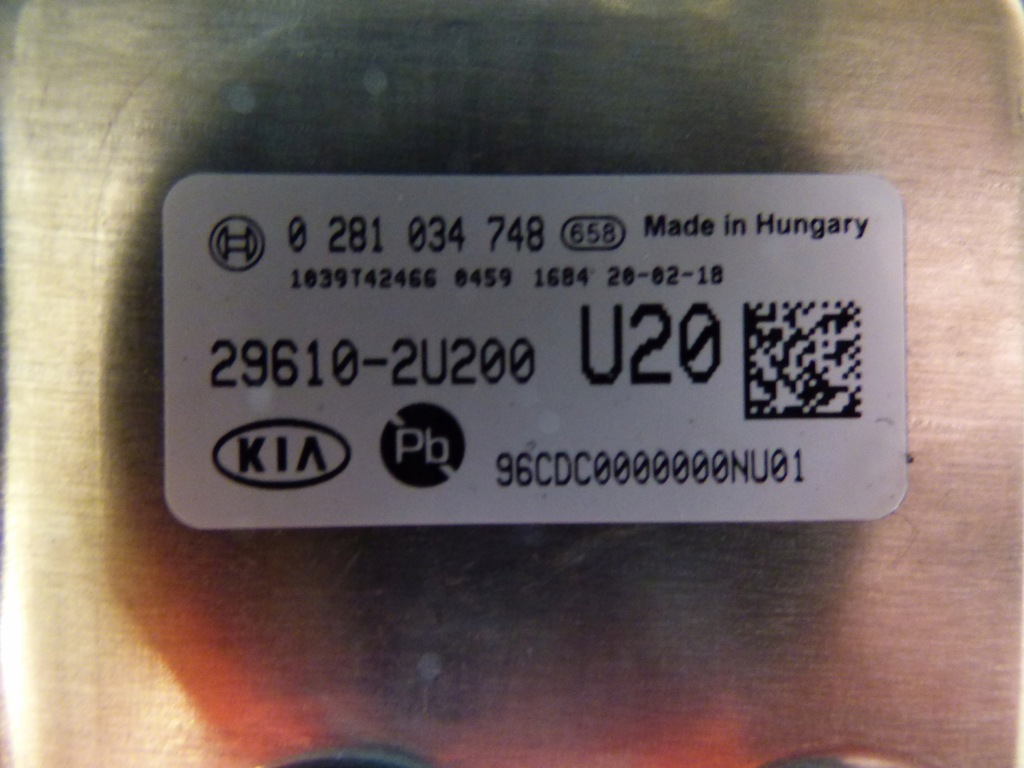 0 281 034 748 658 Made in Hungary
1039T42466 0459 1684 20-02-18
29610-2U200 U20
KIA Pb 96CDC0000000NU01